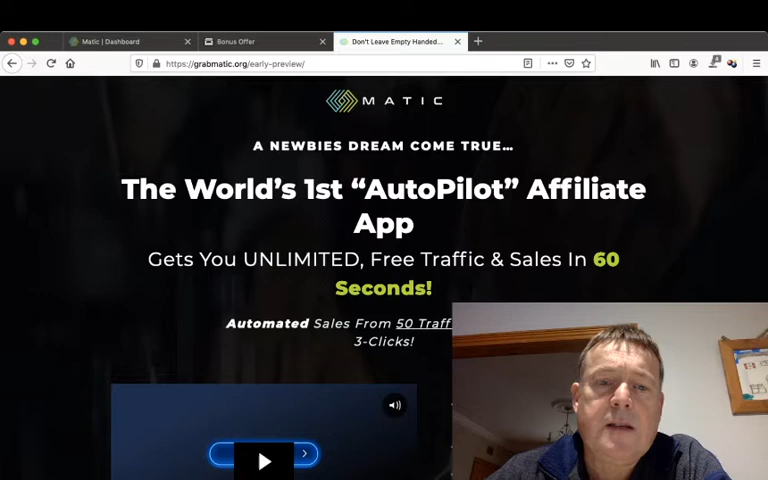 Matic | Dashboard
Bonus Offer
Don't Leave Empty Handed...
https://grabmatic.org/early-preview/
MATIC
A NEWBIES DREAM COME TRUE...
The World's 1st “AutoPilot” Affiliate
App
Gets You UNLIMITED, Free Traffic & Sales In 60
Seconds!
Automated Sales From 50 Traff
3-Clicks!